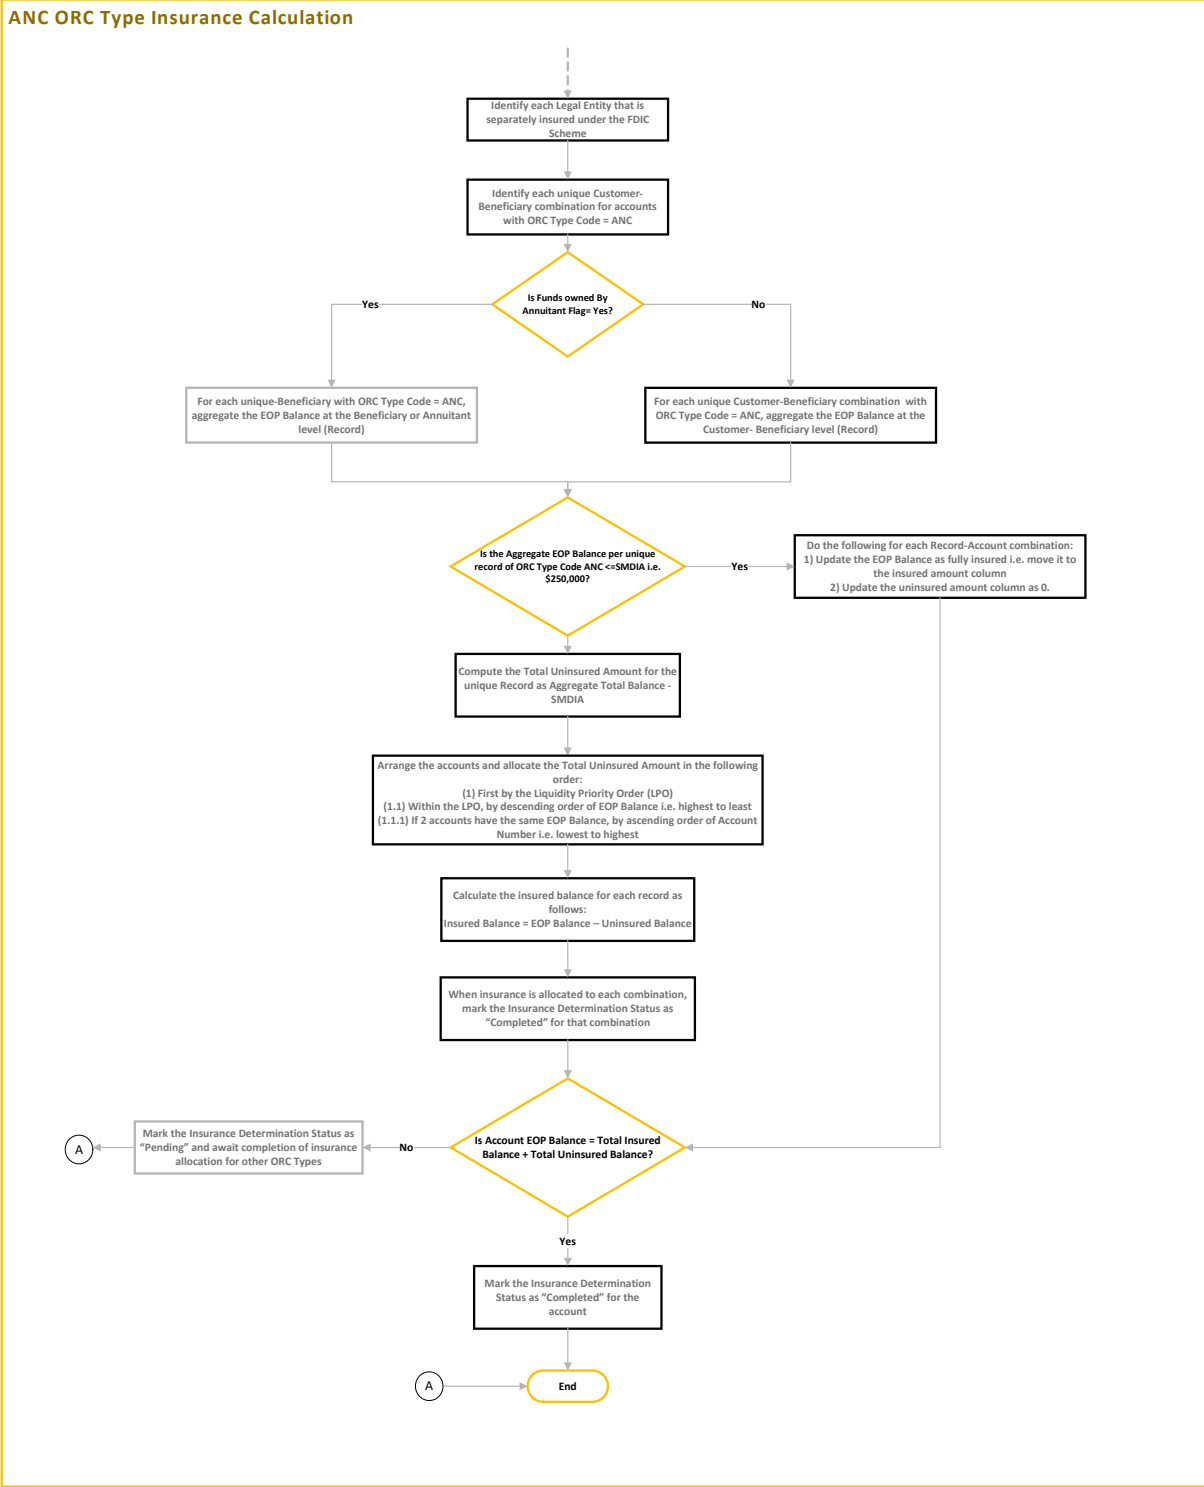 ANC ORC Type Insurance Calculation
Identify each Legal Entity that is
separately insured under the FDIC
Scheme
Identify each unique Customer-
Beneficiary combination for accounts
with ORC Type Code = ANC
Is Funds owned By
Annuitant Flag= Yes?
Yes
No
For each unique-Beneficiary with ORC Type Code = ANC,
aggregate the EOP Balance at the Beneficiary or Annuitant
level (Record)
For each unique Customer-Beneficiary combination  with
ORC Type Code = ANC, aggregate the EOP Balance at the
Customer- Beneficiary level (Record)
Is the Aggregate EOP Balance per unique
record of ORC Type Code ANC <=SMDIA i.e.
$250,000?
Yes
Do the following for each Record-Account combination:
1) Update the EOP Balance as fully insured i.e. move it to
the insured amount column
2) Update the uninsured amount column as 0.
Compute the Total Uninsured Amount for the
unique Record as Aggregate Total Balance -
SMDIA
Arrange the accounts and allocate the Total Uninsured Amount in the following
order:
(1) First by the Liquidity Priority Order (LPO)
(1.1) Within the LPO, by descending order of EOP Balance i.e. highest to least
(1.1.1) If 2 accounts have the same EOP Balance, by ascending order of Account
Number i.e. lowest to highest
Calculate the insured balance for each record as
follows:
Insured Balance = EOP Balance – Uninsured Balance
When insurance is allocated to each combination,
mark the Insurance Determination Status as
“Completed” for that combination
Is Account EOP Balance = Total Insured
Balance + Total Uninsured Balance?
No
Mark the Insurance Determination Status as
“Pending” and await completion of insurance
allocation for other ORC Types
A
Yes
Mark the Insurance Determination
Status as “Completed” for the
account
A
End